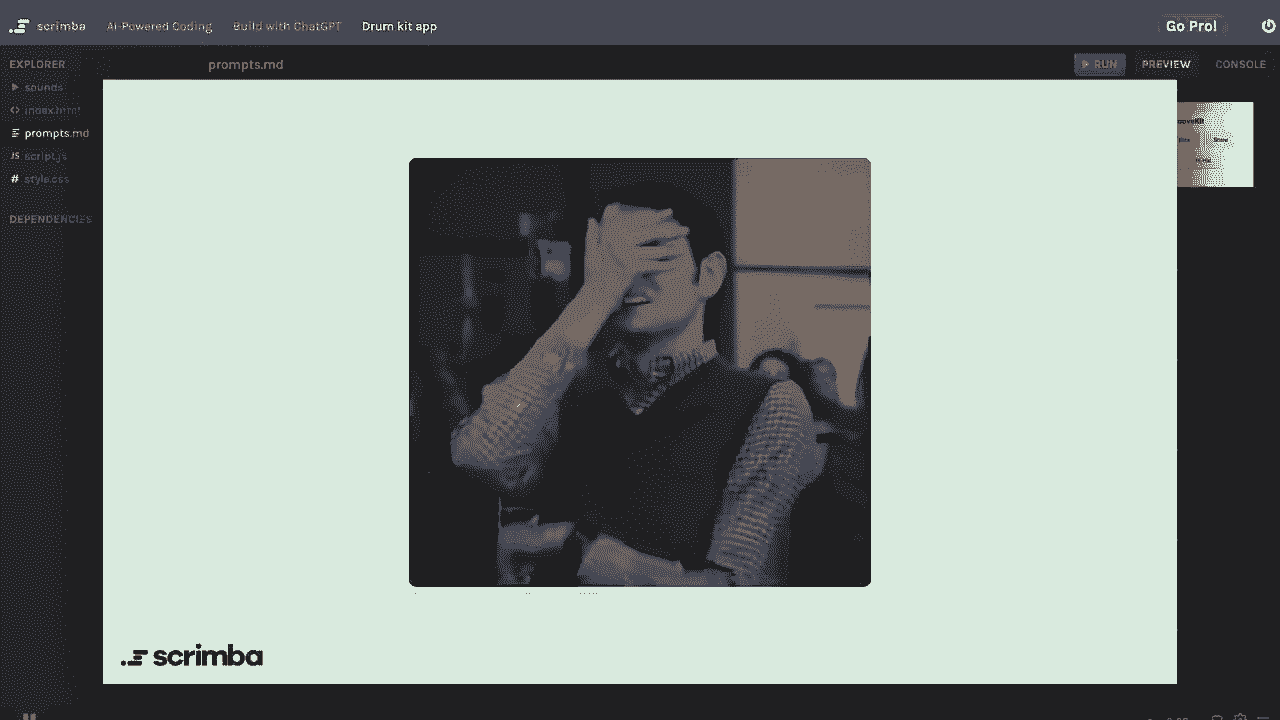 scrimba AI-Powered Coding Build with ChatGPT Drum kit app Go Pro!
EXPLORER prompts.md RUN PREVIEW CONSOLE
sounds
index.html
prompts.md
JS script.js
# style.css
DEPENDENCIES
scrimba